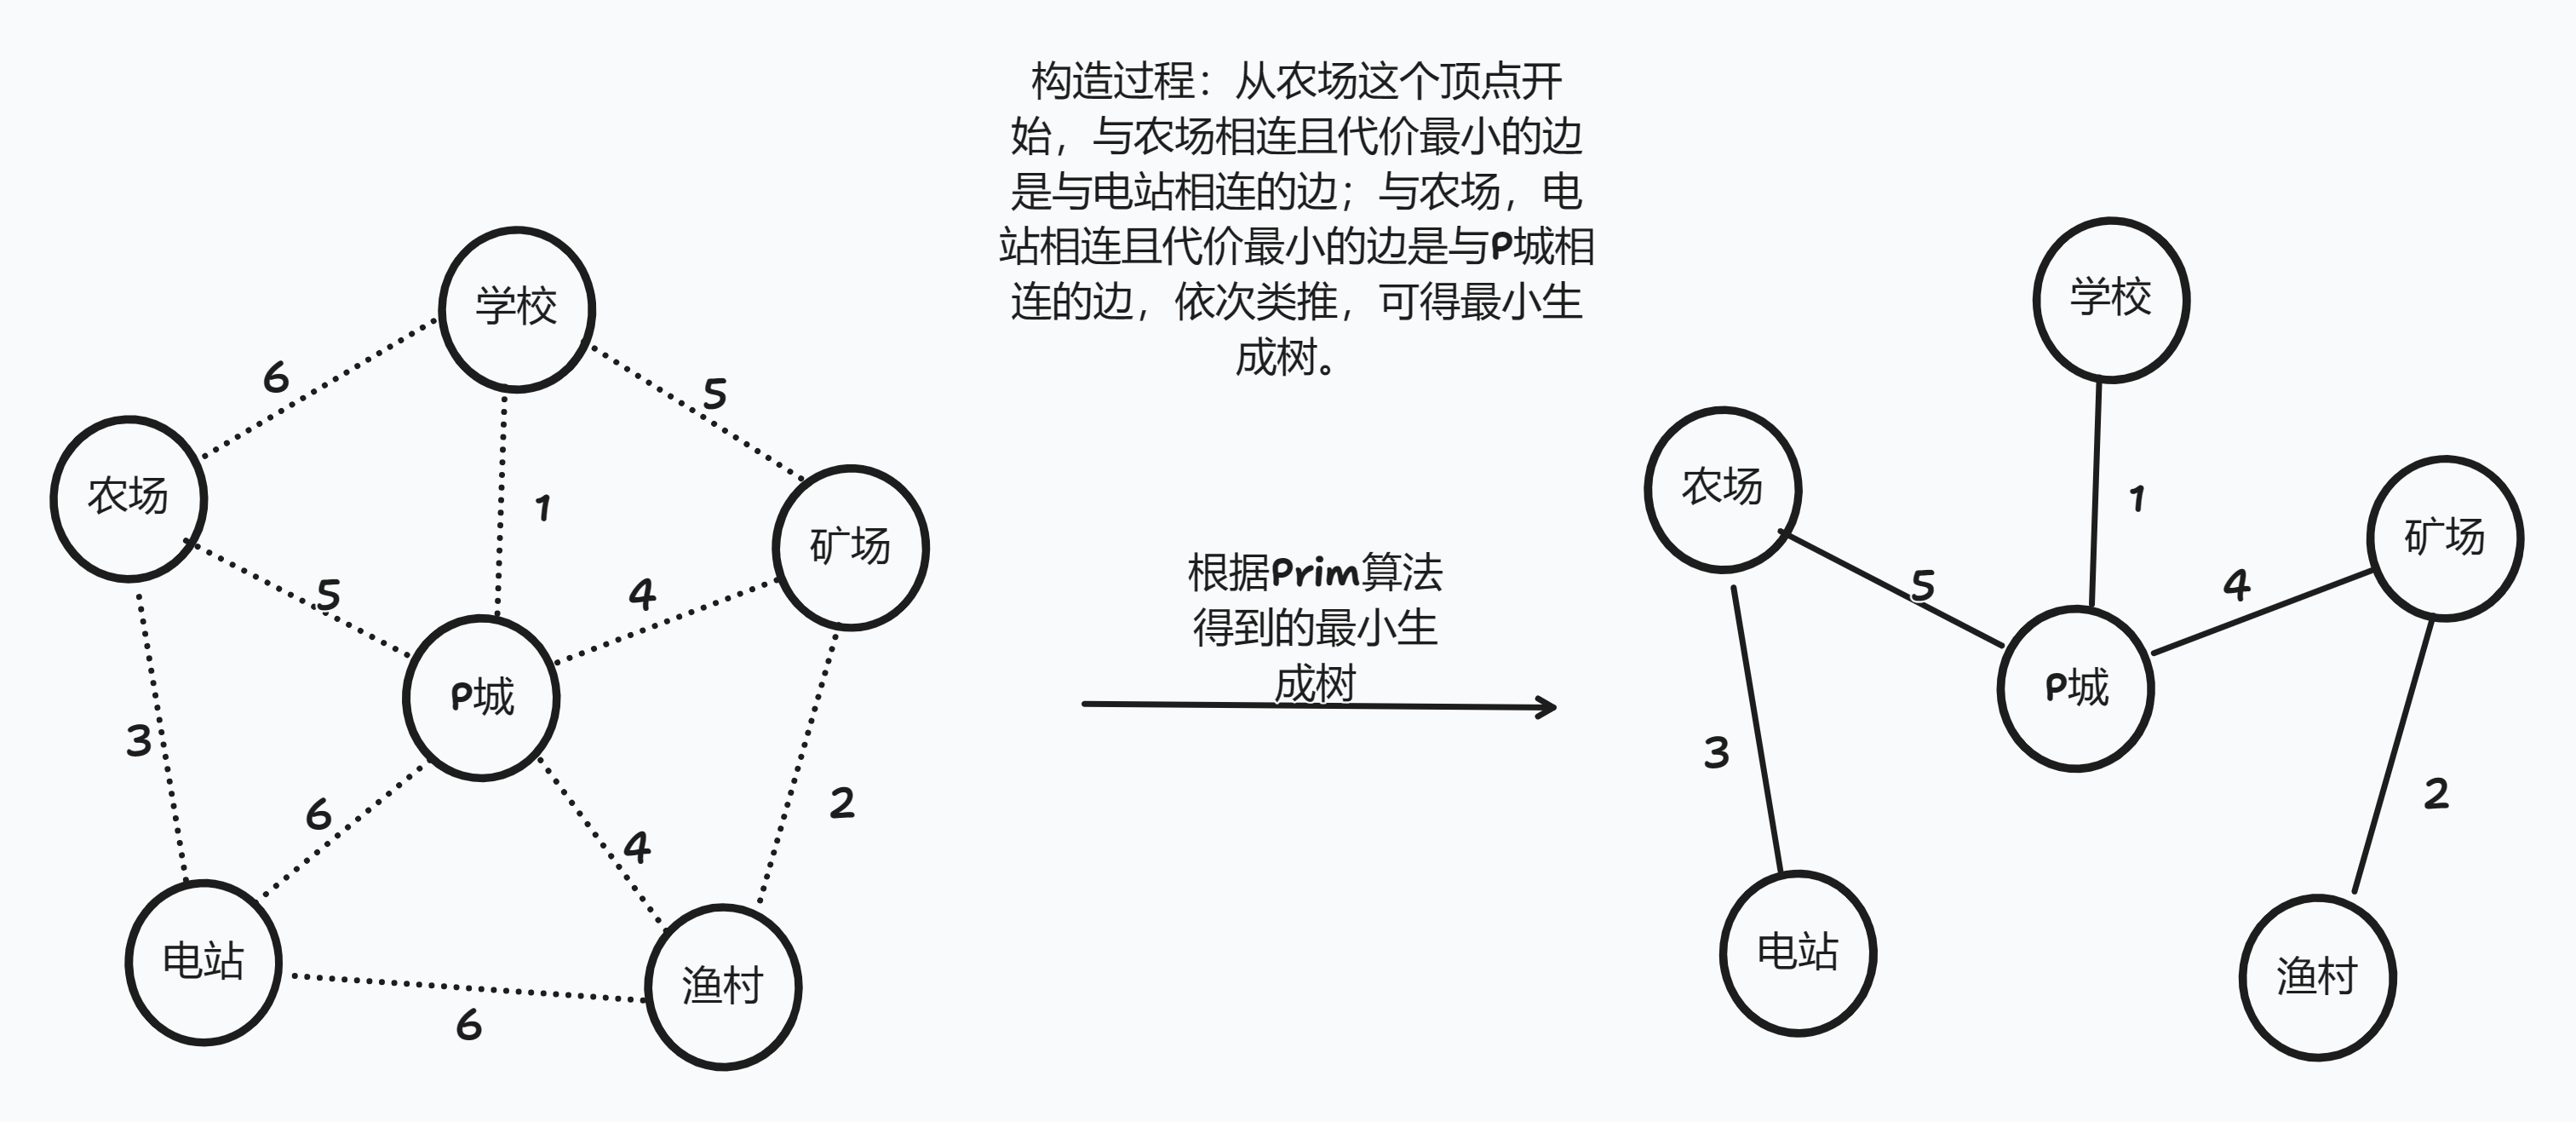 构造过程：从农场这个顶点开
始，与农场相连且代价最小的边
是与电站相连的边；与农场，电
站相连且代价最小的边是与P城相
连的边，依次类推，可得最小生
成树。
学校
6
5
农场
1
矿场
5
4
P城
3
6
4
2
电站
渔村
6
根据Prim算法
得到的最小生
成树
学校
农场
1
矿场
5
4
P城
3
2
电站
渔村